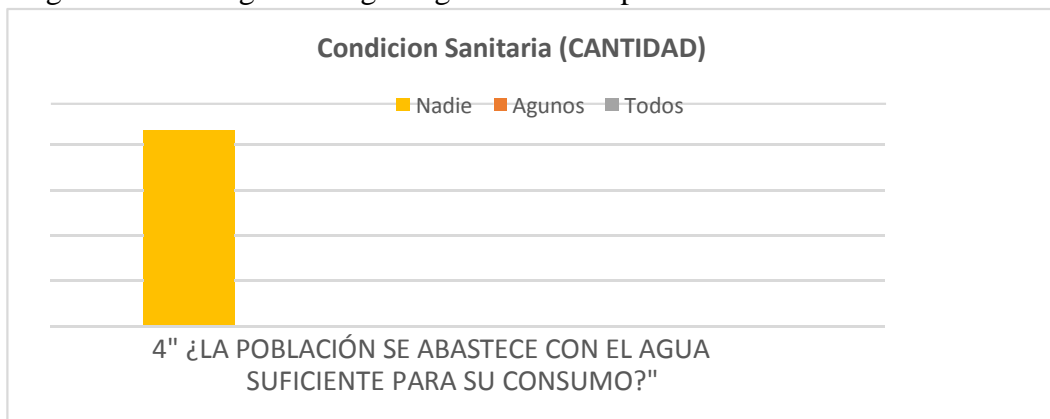 Condicion Sanitaria (CANTIDAD)
Nadie Agunos Todos
4" ¿LA POBLACIÓN SE ABASTECE CON EL AGUA
SUFICIENTE PARA SU CONSUMO?"